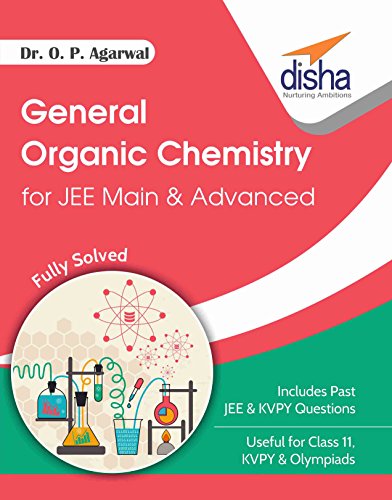 Dr. O. P. Agarwal
disha
Nurturing Ambitions
General
Organic Chemistry
for JEE Main & Advanced
Fully Solved
Includes Past
JEE & KVPY Questions
Useful for Class 11,
KVPY & Olympiads